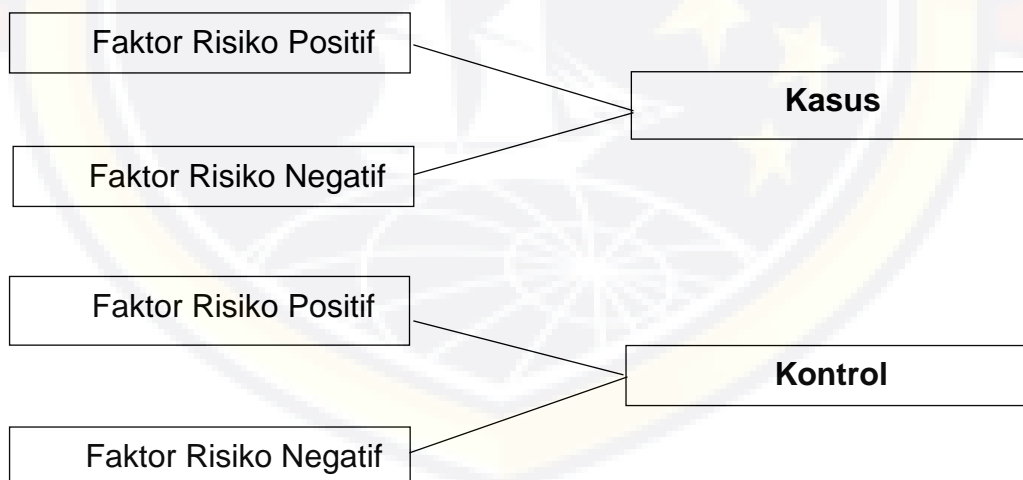 Faktor Risiko Positif
Kasus
Faktor Risiko Negatif
Faktor Risiko Positif
Kontrol
Faktor Risiko Negatif